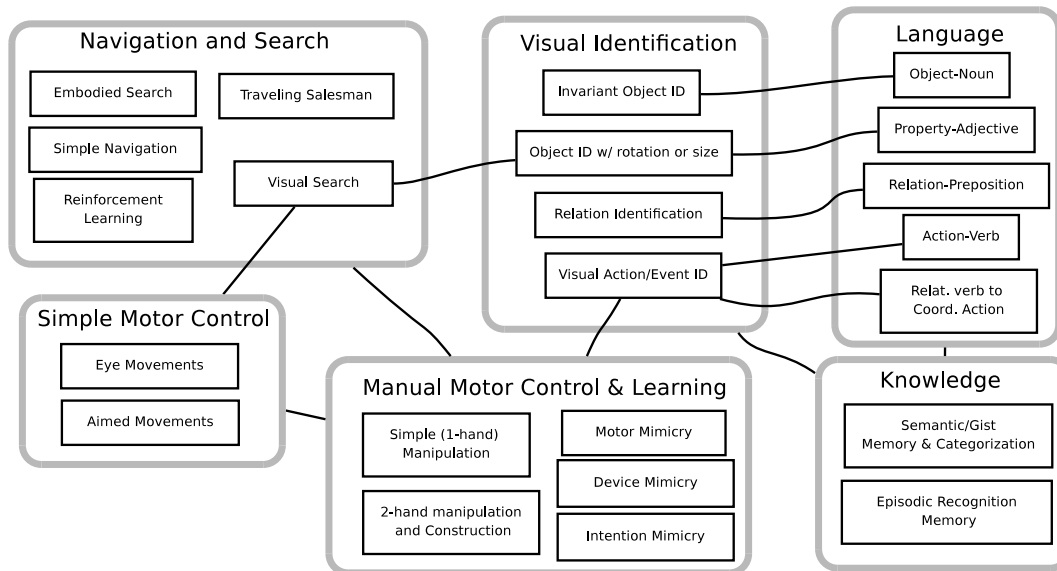 Navigation and Search
Embodied Search
Traveling Salesman
Simple Navigation
Visual Search
Reinforcement
Learning
Visual Identification
Invariant Object ID
Object ID w/ rotation or size
Relation Identification
Visual Action/Event ID
Language
Object-Noun
Property-Adjective
Relation-Preposition
Action-Verb
Relat. verb to
Coord. Action
Simple Motor Control
Eye Movements
Aimed Movements
Manual Motor Control & Learning
Simple (1-hand)
Manipulation
2-hand manipulation
and Construction
Motor Mimicry
Device Mimicry
Intention Mimicry
Knowledge
Semantic/Gist
Memory & Categorization
Episodic Recognition
Memory